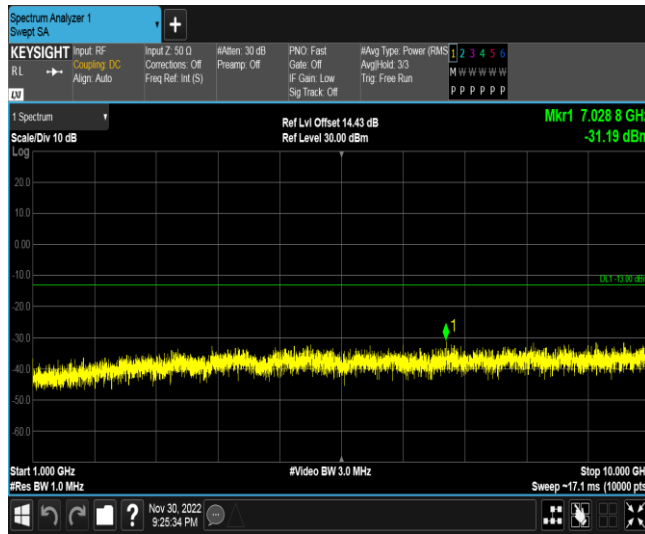 Spectrum Analyzer 1
Swept SA
+
KEYSIGHT
RL
LXI
Input: RF
Coupling: DC
Align: Auto
Input Z: 50 Ω
Corrections: Off
Freq Ref: Int (S)
#Atten: 30 dB
Preamp: Off
PNO: Fast
Gate: Off
IF Gain: Low
Sig Track: Off
#Avg Type: Power (RMS
Avg|Hold: 3/3
Trig: Free Run
1 2 3 4 5 6
M W W W W W
P P P P P P
1 Spectrum
Scale/Div 10 dB
Log
Ref Lvl Offset 14.43 dB
Ref Level 30.00 dBm
Mkr1 7.028 8 GHz
-31.19 dBm
20.0
10.0
0.00
-10.0
DL1 -13.00 dBm
-20.0
1
-30.0
-40.0
-50.0
-60.0
Start 1.000 GHz
#Res BW 1.0 MHz
#Video BW 3.0 MHz
Stop 10.000 GH
Sweep ~17.1 ms (10000 pts
?
Nov 30, 2022
9:25:34 PM